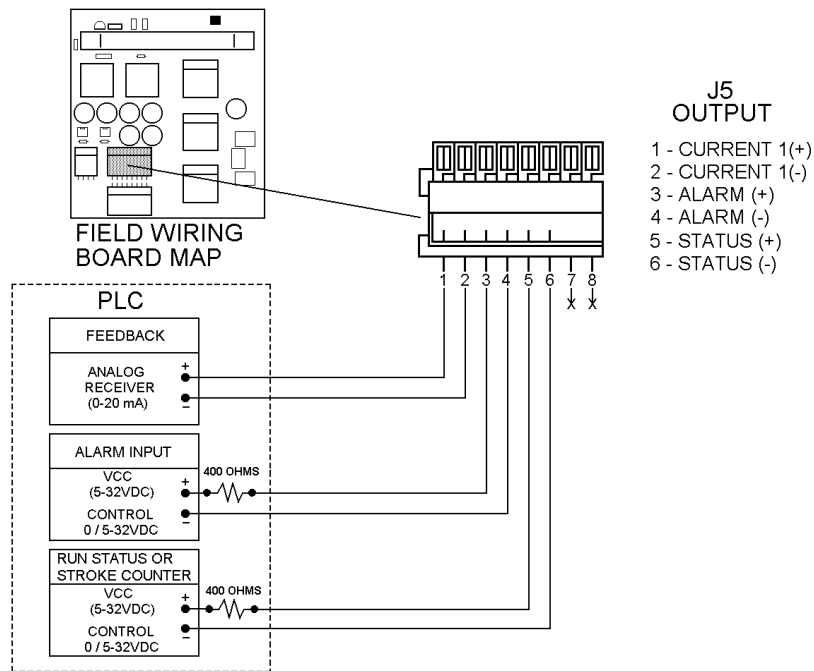 FIELD WIRING
BOARD MAP
J5
OUTPUT
1 - CURRENT 1(+)
2 - CURRENT 1(-)
3 - ALARM (+)
4 - ALARM (-)
5 - STATUS (+)
6 - STATUS (-)
1 2 3 4 5 6 7 8
X X
PLC
FEEDBACK
ANALOG
RECEIVER
(0-20 mA)
+
−
ALARM INPUT
VCC
(5-32VDC)
+
400 OHMS
CONTROL
0 / 5-32VDC
−
RUN STATUS OR
STROKE COUNTER
VCC
(5-32VDC)
+
400 OHMS
CONTROL
0 / 5-32VDC
−